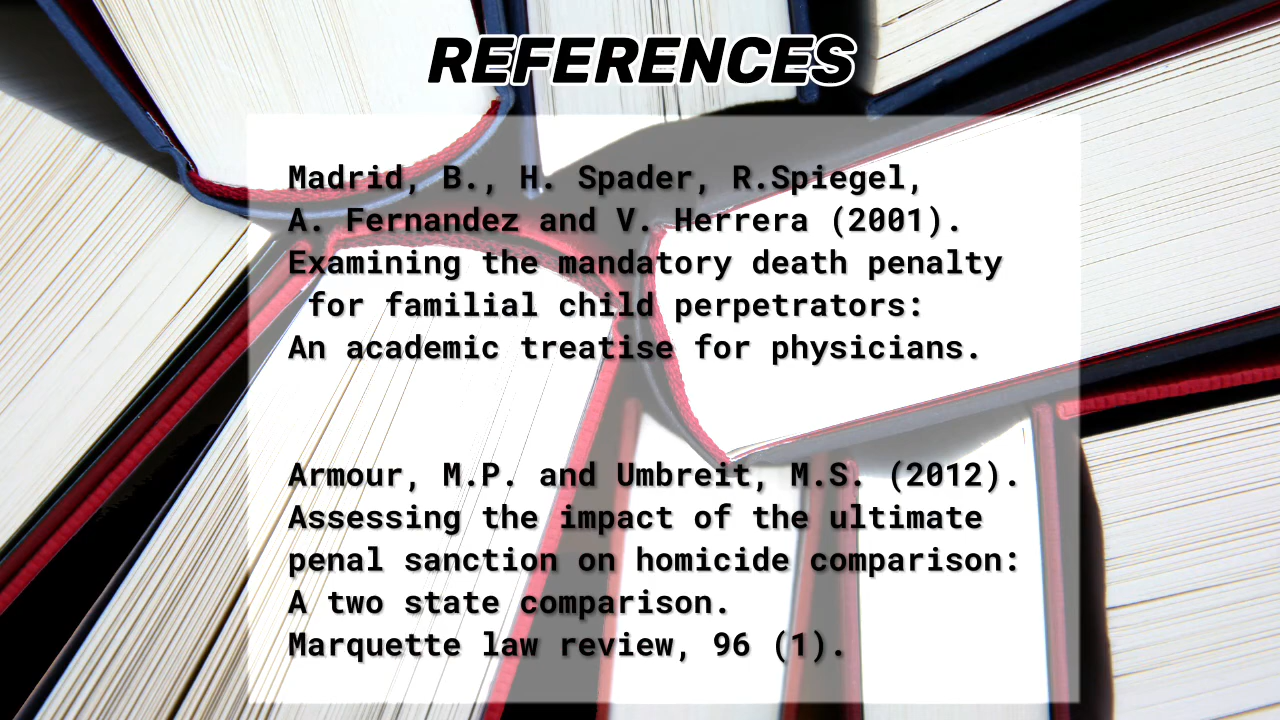 REFERENCES
Madrid, B., H. Spader, R.Spiegel,
A. Fernandez and V. Herrera (2001).
Examining the mandatory death penalty
for familial child perpetrators:
An academic treatise for physicians.
Armour, M.P. and Umbreit, M.S. (2012).
Assessing the impact of the ultimate
penal sanction on homicide comparison:
A two state comparison.
Marquette law review, 96 (1).